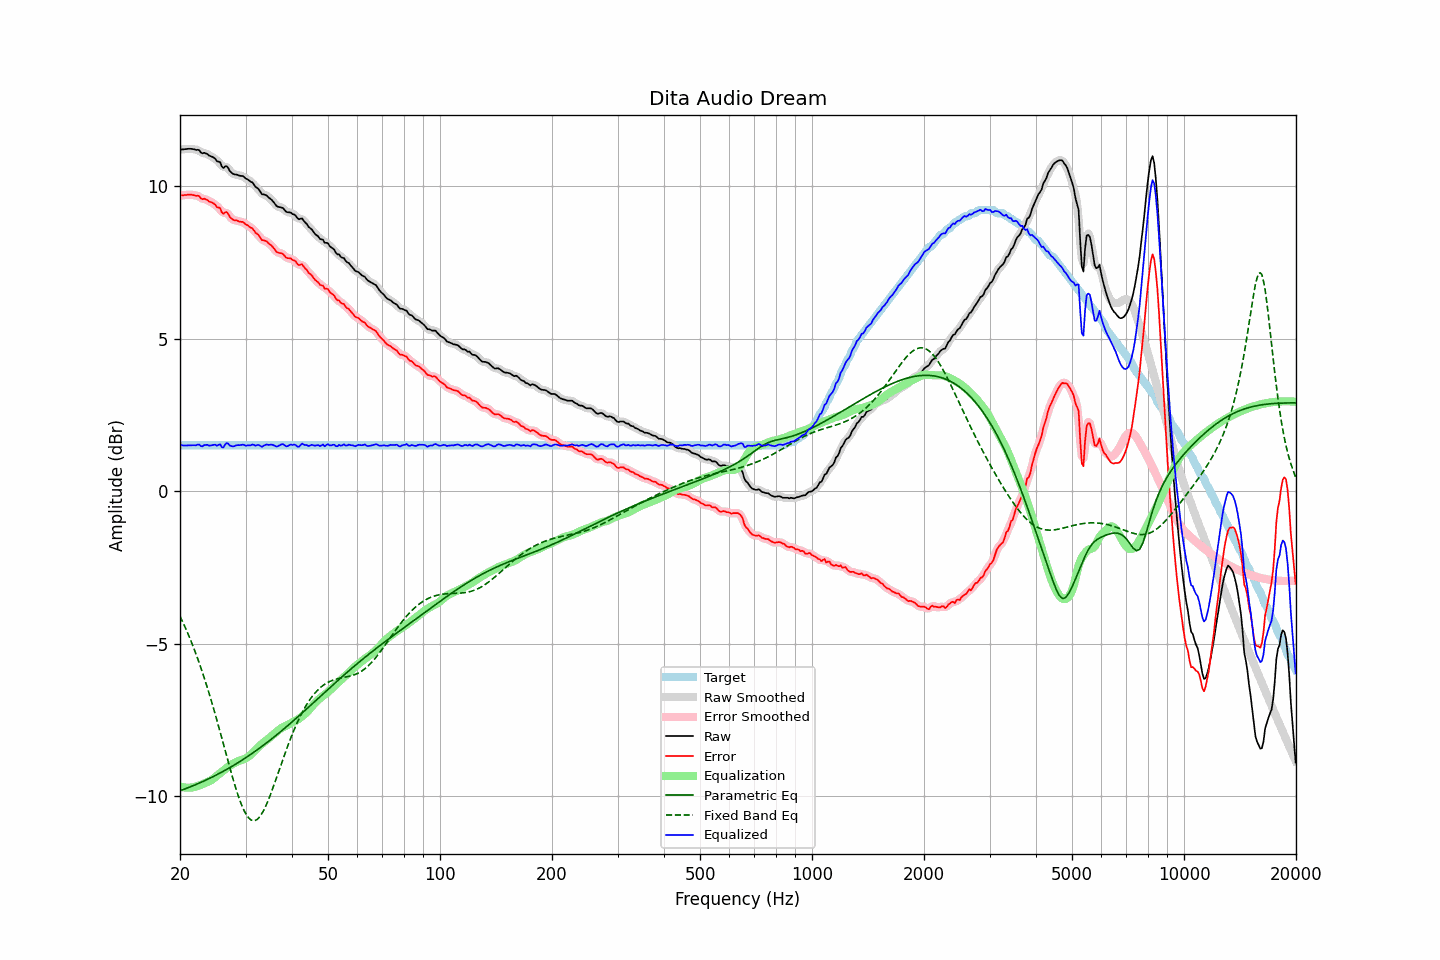 Dita Audio Dream
Amplitude (dBr)
10
5
0
−5
−10
Target
Raw Smoothed
Error Smoothed
Raw
Error
Equalization
Parametric Eq
Fixed Band Eq
Equalized
20 50 100 200 500 1000 2000 5000 10000 20000
Frequency (Hz)